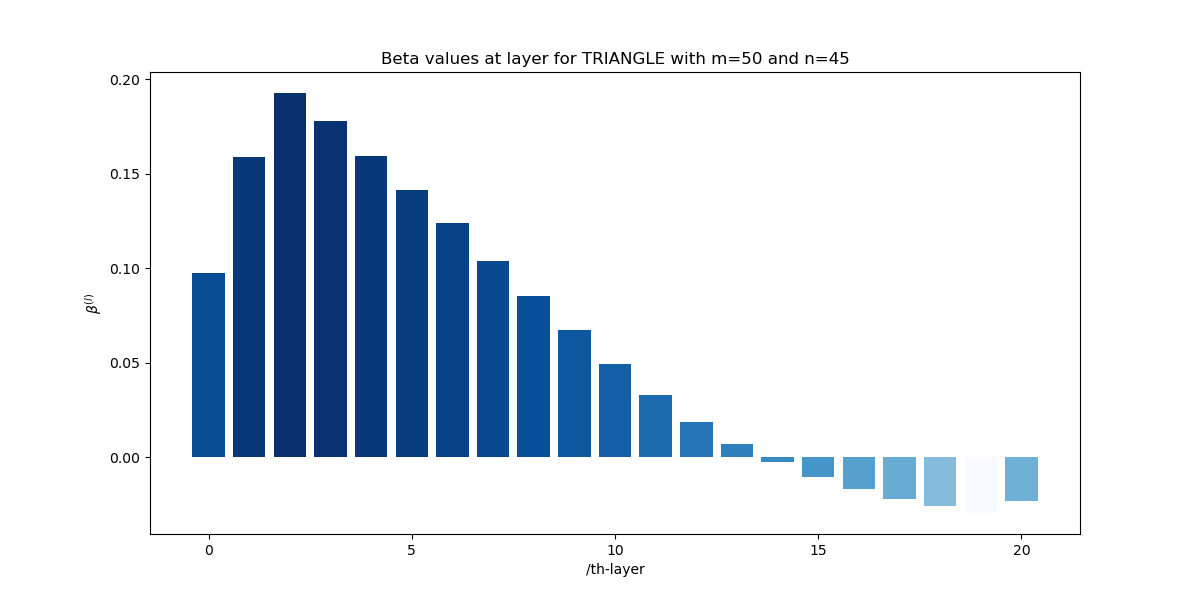 Beta values at layer for TRIANGLE with m=50 and n=45
0.20
0.15
0.10
0.05
0.00
β^(l)
0 5 10 15 20
/th-layer